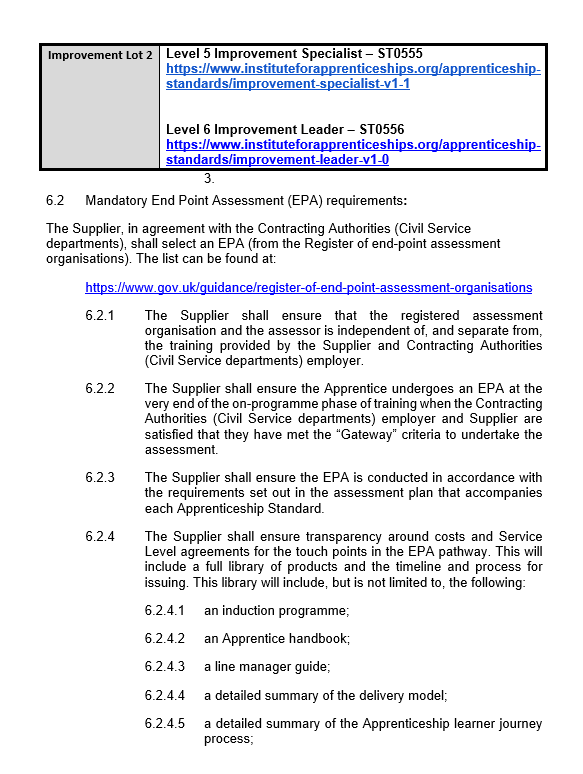 Improvement Lot 2
Level 5 Improvement Specialist – ST0555
https://www.instituteforapprenticeships.org/apprenticeship-
standards/improvement-specialist-v1-1
Level 6 Improvement Leader – ST0556
https://www.instituteforapprenticeships.org/apprenticeship-
standards/improvement-leader-v1-0
3.
6.2 Mandatory End Point Assessment (EPA) requirements:
The Supplier, in agreement with the Contracting Authorities (Civil Service
departments), shall select an EPA (from the Register of end-point assessment
organisations). The list can be found at:
https://www.gov.uk/guidance/register-of-end-point-assessment-organisations
6.2.1 The Supplier shall ensure that the registered assessment
organisation and the assessor is independent of, and separate from,
the training provided by the Supplier and Contracting Authorities
(Civil Service departments) employer.
6.2.2 The Supplier shall ensure the Apprentice undergoes an EPA at the
very end of the on-programme phase of training when the Contracting
Authorities (Civil Service departments) employer and Supplier are
satisfied that they have met the “Gateway” criteria to undertake the
assessment.
6.2.3 The Supplier shall ensure the EPA is conducted in accordance with
the requirements set out in the assessment plan that accompanies
each Apprenticeship Standard.
6.2.4 The Supplier shall ensure transparency around costs and Service
Level agreements for the touch points in the EPA pathway. This will
include a full library of products and the timeline and process for
issuing. This library will include, but is not limited to, the following:
6.2.4.1 an induction programme;
6.2.4.2 an Apprentice handbook;
6.2.4.3 a line manager guide;
6.2.4.4 a detailed summary of the delivery model;
6.2.4.5 a detailed summary of the Apprenticeship learner journey
process;